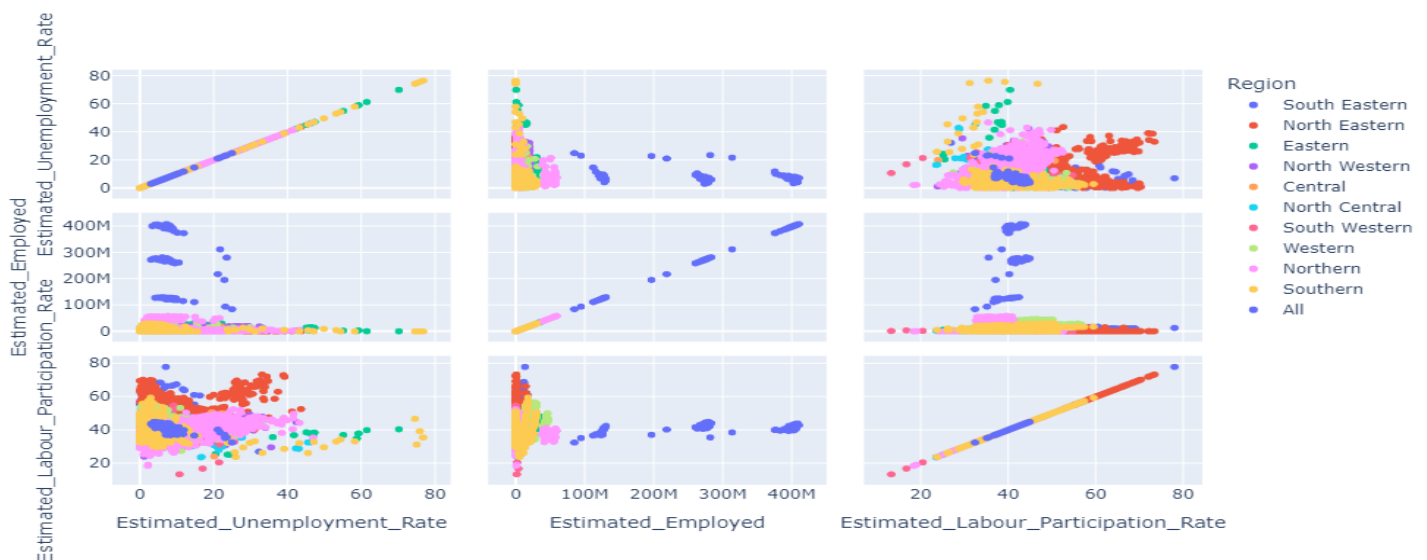 Estimated_Unemployment_Rate
80
60
40
20
0
Estimated_Employed
400M
300M
200M
100M
0
Estimated_Labour_Participation_Rate
80
60
40
20
0
20
40
60
80
0
100M
200M
300M
400M
20
40
60
80
Estimated_Unemployment_Rate
Estimated_Employed
Estimated_Labour_Participation_Rate
Region
South Eastern
North Eastern
Eastern
North Western
Central
North Central
South Western
Western
Northern
Southern
All